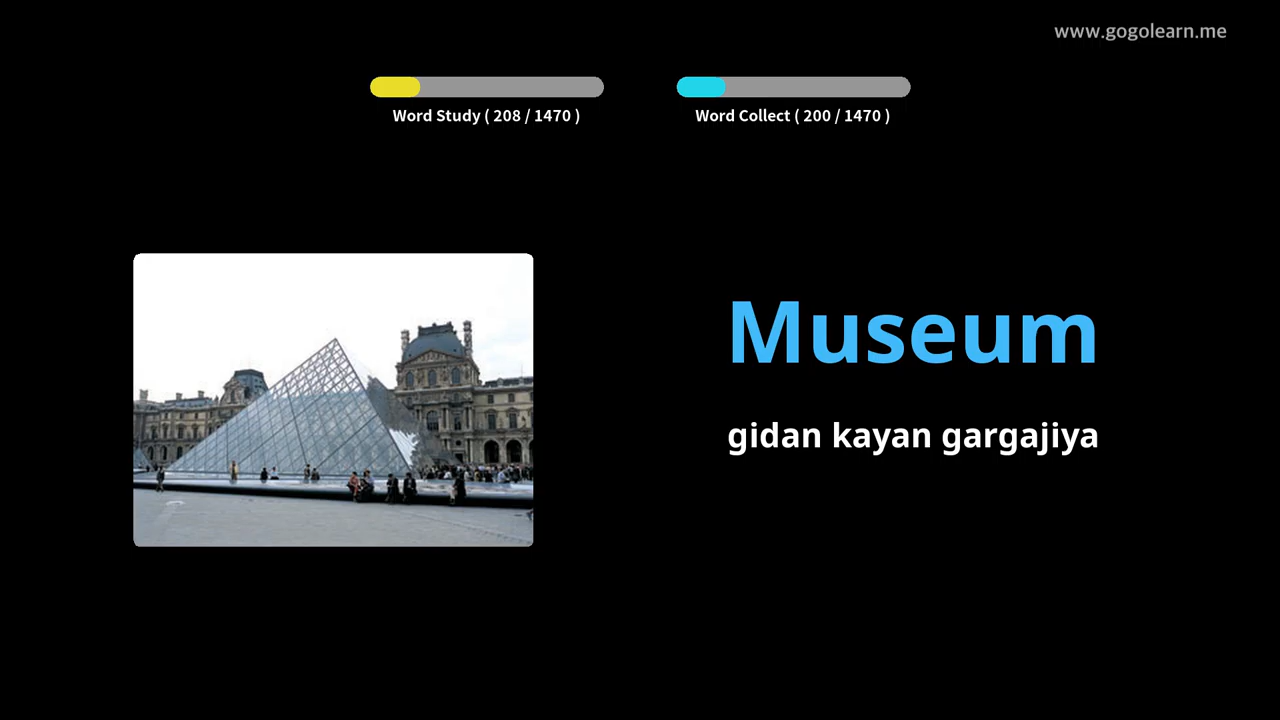 www.gogolearn.me
Word Study ( 208 / 1470 )
Word Collect ( 200 / 1470 )
Museum
gidan kayan gargajiya